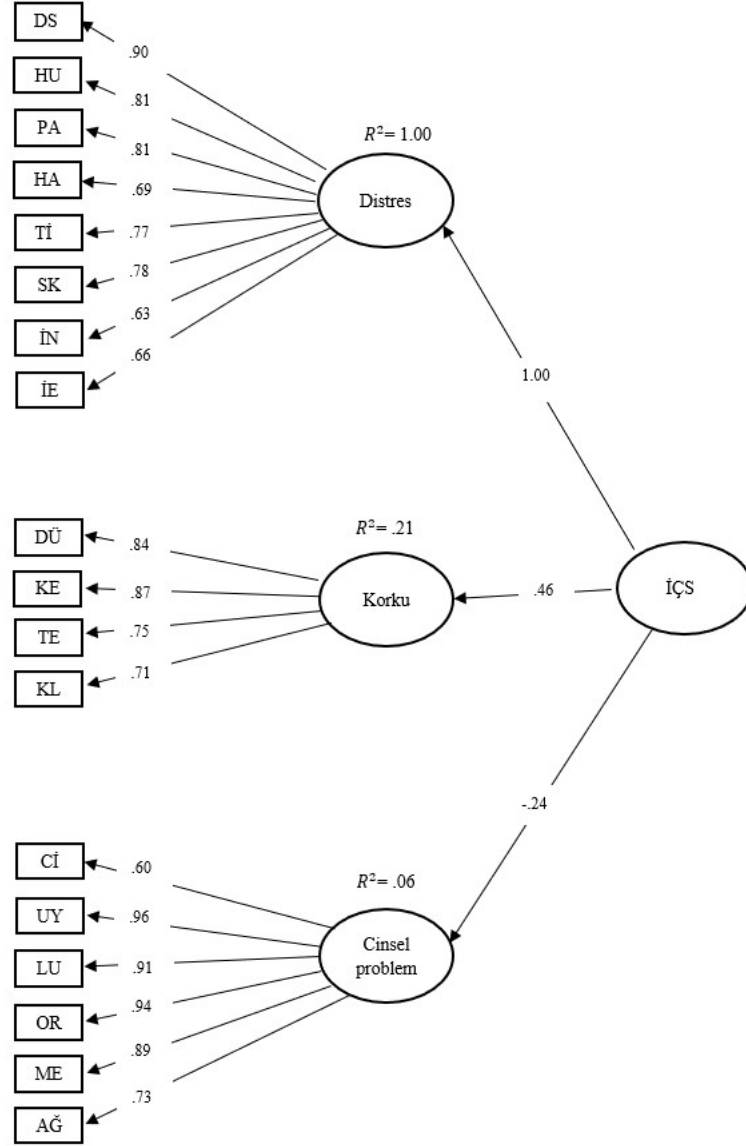 DS
.90
HU
.81
PA
.81
HA
.69
Tİ
.77
SK
.78
İN
.63
İE
.66
R²= 1.00
Distres
1.00
DÜ
.84
KE
.87
TE
.75
KL
.71
R²= .21
Korku
.46
İÇS
-.24
Cİ
.60
UY
.96
LU
.91
OR
.94
ME
.89
AĞ
.73
R²= .06
Cinsel
problem